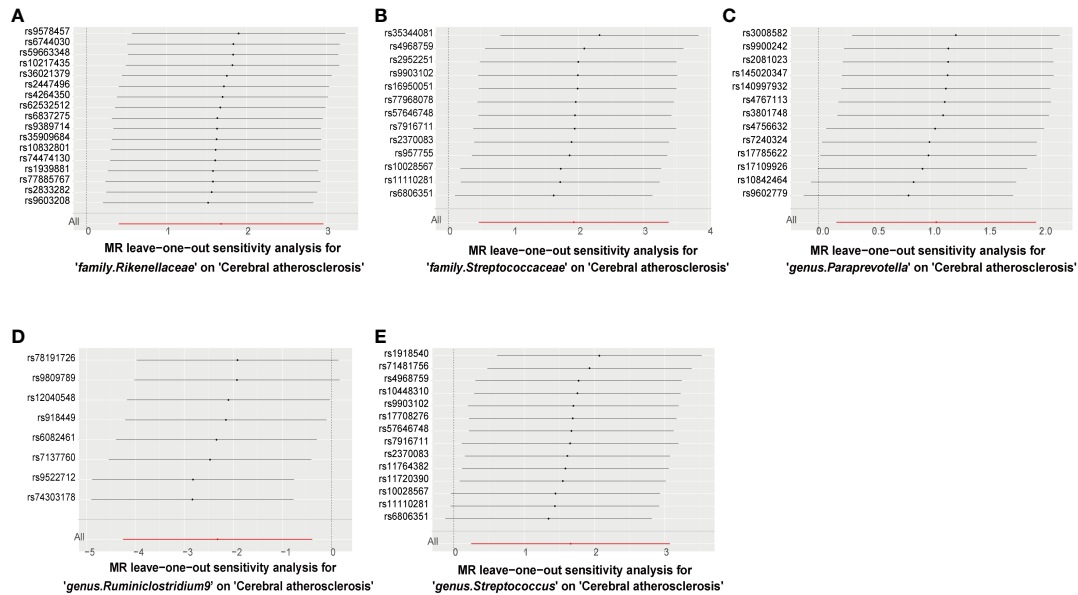 A
rs9578457
rs6744030
rs59663348
rs10217435
rs36021379
rs2447496
rs4264350
rs62532512
rs6837275
rs9389714
rs35909684
rs10832801
rs74474130
rs1939881
rs77885767
rs2833282
rs9603208
All
0 1 2 3
MR leave−one−out sensitivity analysis for
'family.Rikenellaceae' on 'Cerebral atherosclerosis'
B
rs35344081
rs4968759
rs2952251
rs9903102
rs16950051
rs77968078
rs57646748
rs7916711
rs2370083
rs957755
rs10028567
rs11110281
rs6806351
All
0 1 2 3 4
MR leave−one−out sensitivity analysis for
'family.Streptococcaceae' on 'Cerebral atherosclerosis'
C
rs3008582
rs9900242
rs2081023
rs145020347
rs140997932
rs4767113
rs3801748
rs4756632
rs7240324
rs17785622
rs17109926
rs10842464
rs9602779
All
0.0 0.5 1.0 1.5 2.0
MR leave−one−out sensitivity analysis for
'genus.Paraprevotella' on 'Cerebral atherosclerosis'
D
rs78191726
rs9809789
rs12040548
rs918449
rs6082461
rs7137760
rs9522712
rs74303178
All
−5 −4 −3 −2 −1 0
MR leave−one−out sensitivity analysis for
'genus.Ruminiclostridium9' on 'Cerebral atherosclerosis'
E
rs1918540
rs71481756
rs4968759
rs10448310
rs9903102
rs17708276
rs57646748
rs7916711
rs2370083
rs11764382
rs11720390
rs10028567
rs11110281
rs6806351
All
0 1 2 3
MR leave−one−out sensitivity analysis for
'genus.Streptococcus' on 'Cerebral atherosclerosis'